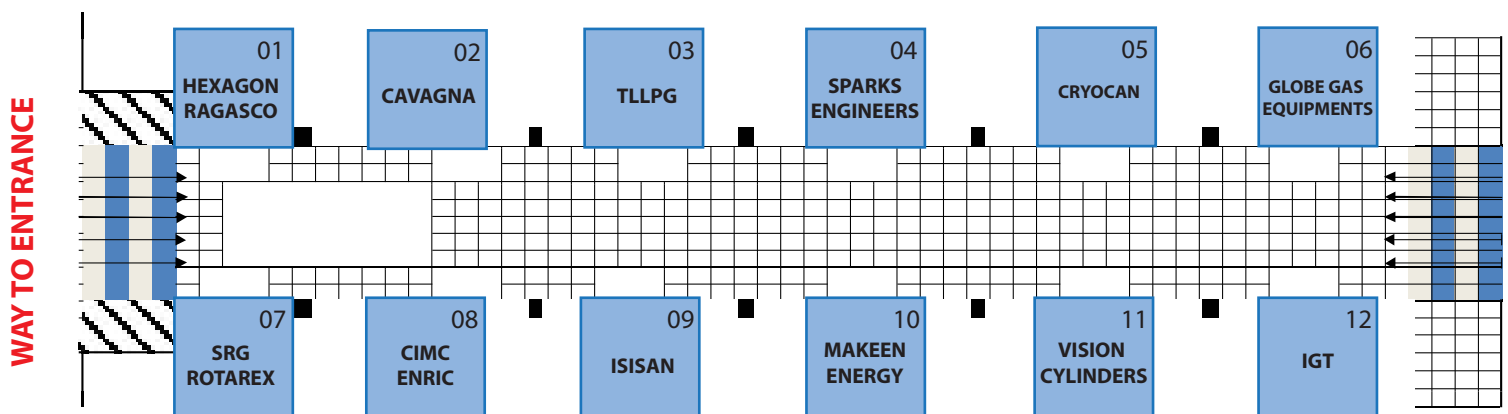 WAY TO ENTRANCE
01
HEXAGON
RAGASCO
02
CAVAGNA
03
TLLPG
04
SPARKS
ENGINEERS
05
CRYOCAN
06
GLOBE GAS
EQUIPMENTS
07
SRG
ROTAREX
08
CIMC
ENRIC
09
ISISAN
10
MAKEEN
ENERGY
11
VISION
CYLINDERS
12
IGT